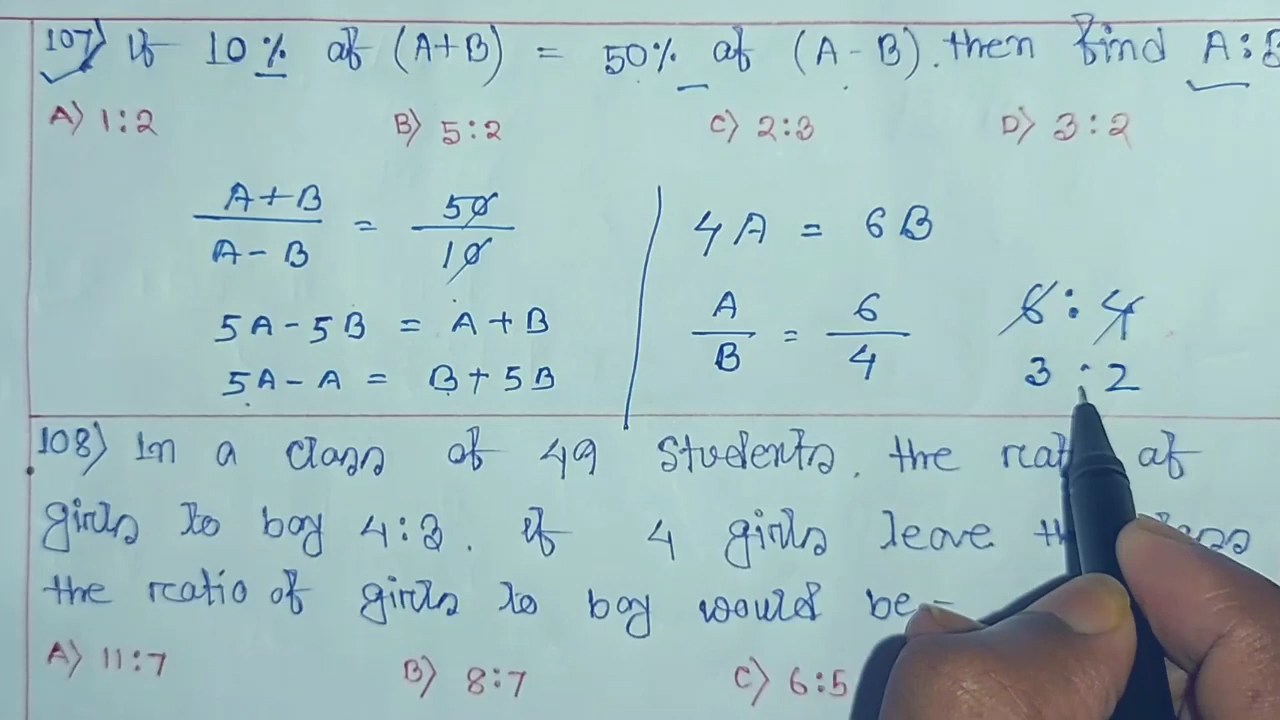 107) If 10% of (A+B) = 50% of (A-B). then find A:B
A) 1:2 B) 5:2 C) 2:3 D) 3:2
A+B / A-B = 50 / 10
5A-5B = A+B
5A-A = B+5B
4A = 6B
A / B = 6 / 4
6:4
3:2
108) In a class of 49 students. the of
girls to boy 4:3. if 4 girls leave
the ratio of girls to boy would be-
A) 11:7 B) 8:7 C) 6:5